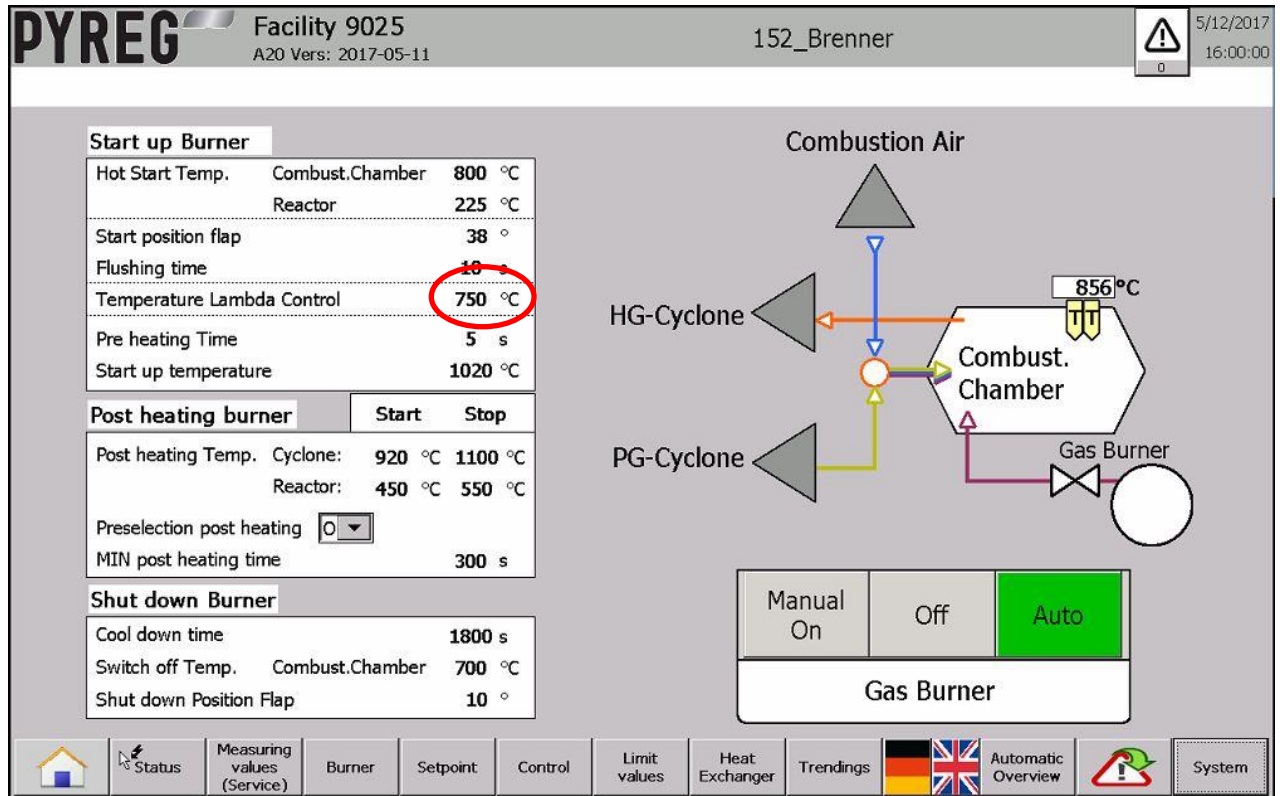 PYREG
Facility 9025
A20 Vers: 2017-05-11
152_Brenner
0
5/12/2017
16:00:00
Start up Burner
Hot Start Temp. Combust.Chamber 800 °C
Reactor 225 °C
Start position flap 38 °
Flushing time 10 s
Temperature Lambda Control 750 °C
Pre heating Time 5 s
Start up temperature 1020 °C
Post heating burner Start Stop
Post heating Temp. Cyclone: 920 °C 1100 °C
Reactor: 450 °C 550 °C
Preselection post heating O
MIN post heating time 300 s
Shut down Burner
Cool down time 1800 s
Switch off Temp. Combust.Chamber 700 °C
Shut down Position Flap 10 °
Combustion Air
HG-Cyclone
856 °C
T T
Combust.
Chamber
PG-Cyclone
Gas Burner
Manual
On
Off
Auto
Gas Burner
Status
Measuring
values
(Service)
Burner
Setpoint
Control
Limit
values
Heat
Exchanger
Trendings
Automatic
Overview
System